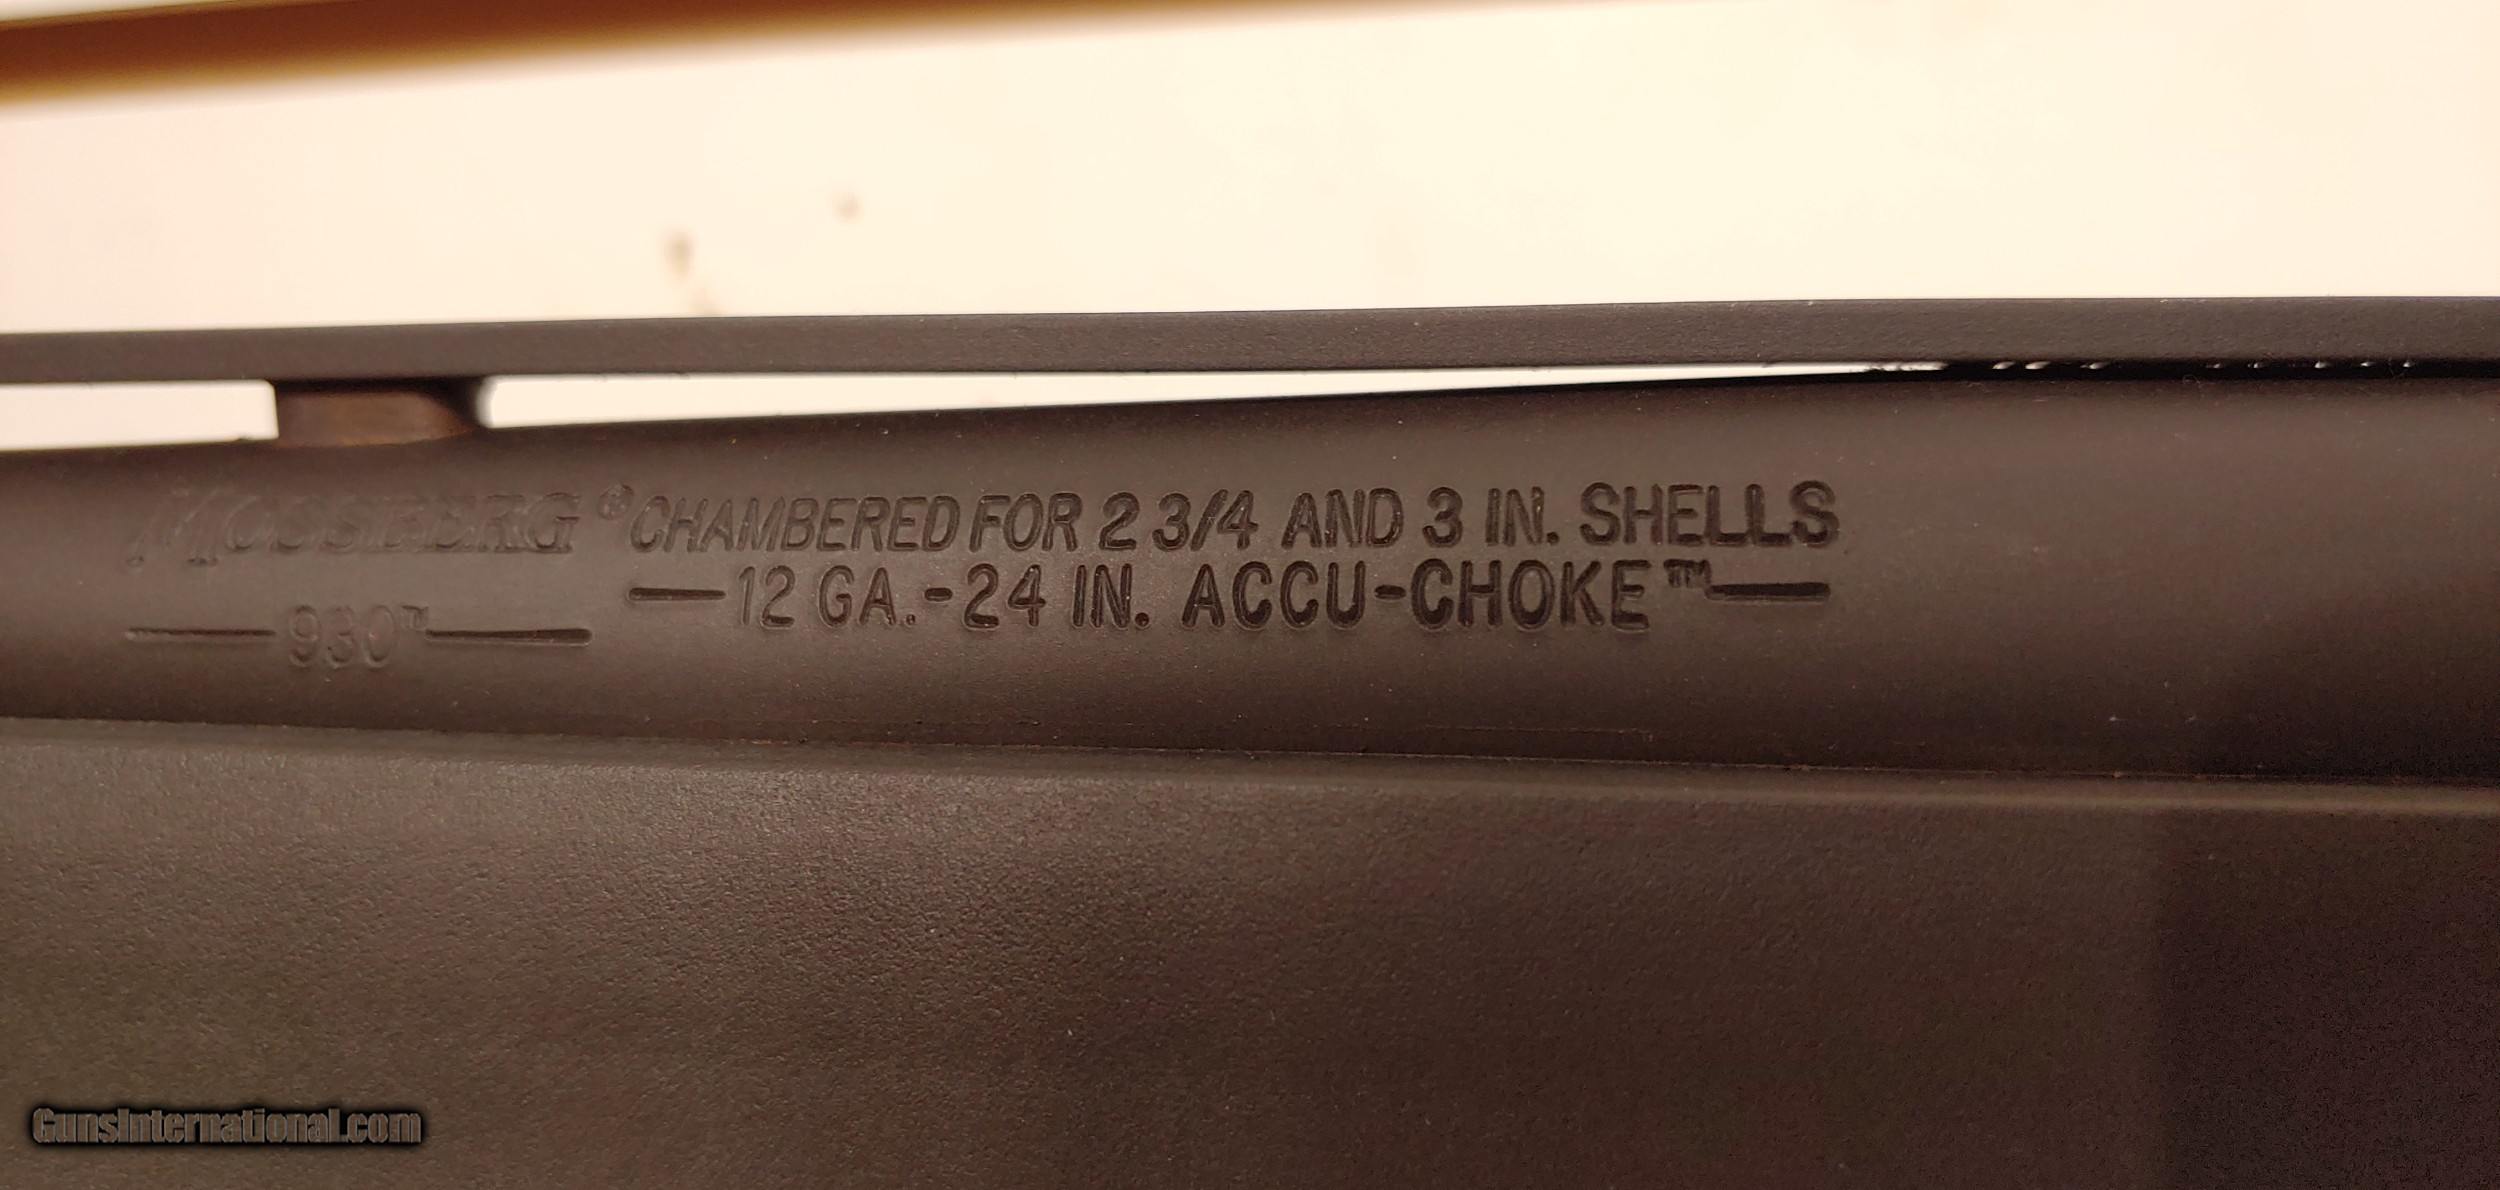 MOSSBERG® CHAMBERED FOR 2 3/4 AND 3 IN. SHELLS
—930™— —12 GA.-24 IN. ACCU-CHOKE™—
GunsInternational.com